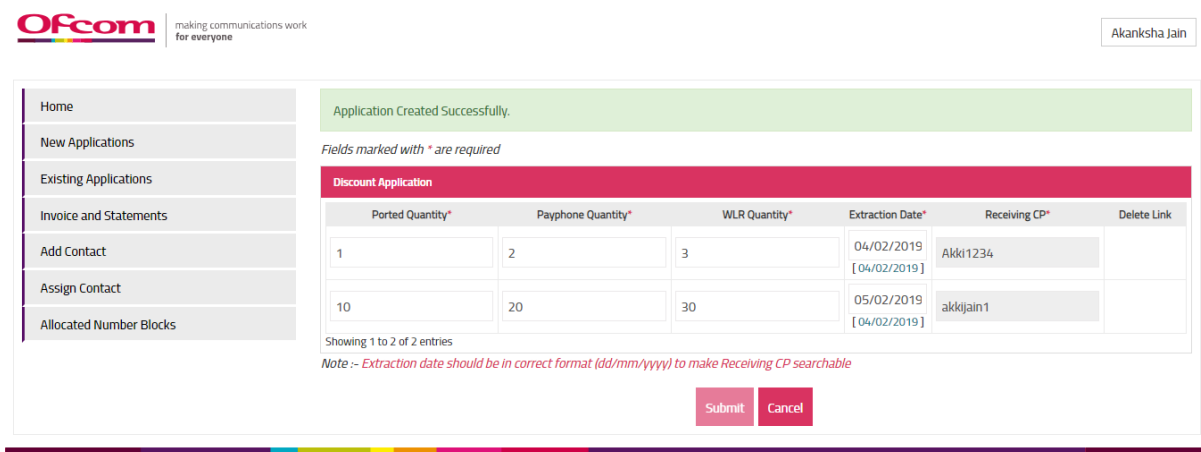 Ofcom
making communications work
for everyone
Akanksha Jain
Home
New Applications
Existing Applications
Invoice and Statements
Add Contact
Assign Contact
Allocated Number Blocks
Application Created Successfully.
Fields marked with * are required
Discount Application
Ported Quantity* Payphone Quantity* WLR Quantity* Extraction Date* Receiving CP* Delete Link
1 2 3 04/02/2019 Akki1234
[ 04/02/2019 ]
10 20 30 05/02/2019 akkijain1
[ 04/02/2019 ]
Showing 1 to 2 of 2 entries
Note :- Extraction date should be in correct format (dd/mm/yyyy) to make Receiving CP searchable
Submit Cancel